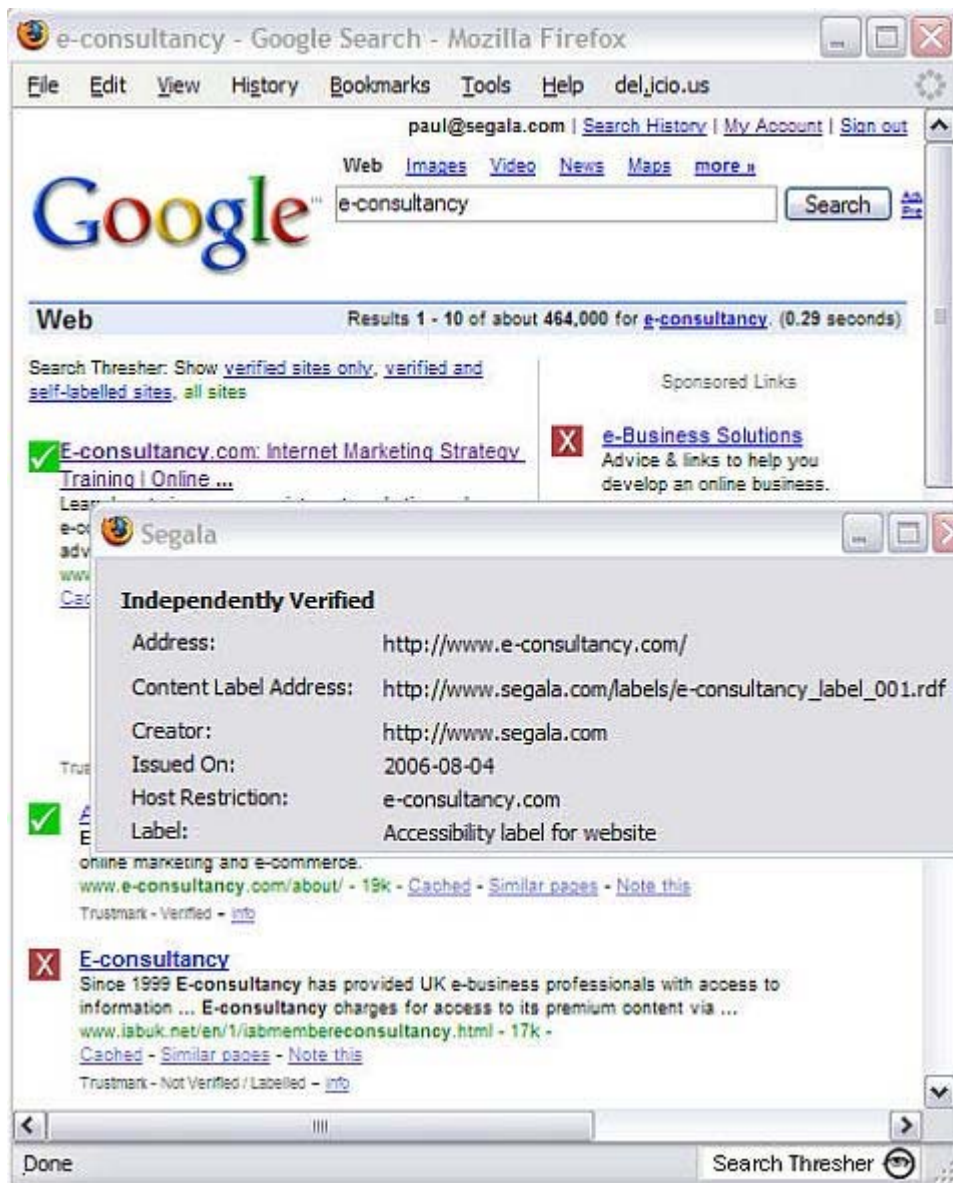 e-consultancy - Google Search - Mozilla Firefox
File Edit View History Bookmarks Tools Help del.icio.us
paul@segala.com | Search History | My Account | Sign out
Web Images Video News Maps more »
Google™
e-consultancy
Search
Web
Results 1 - 10 of about 464,000 for e-consultancy. (0.29 seconds)
Search Thresher: Show verified sites only, verified and
self-labelled sites, all sites
Sponsored Links
E-consultancy.com: Internet Marketing Strategy
Training | Online ...
X e-Business Solutions
Advice & links to help you
develop an online business.
Segala
Independently Verified
Address: http://www.e-consultancy.com/
Content Label Address: http://www.segala.com/labels/e-consultancy_label_001.rdf
Creator: http://www.segala.com
Issued On: 2006-08-04
Host Restriction: e-consultancy.com
Label: Accessibility label for website
online marketing and e-commerce.
www.e-consultancy.com/about/ - 19k - Cached - Similar pages - Note this
Trustmark - Verified - info
X E-consultancy
Since 1999 E-consultancy has provided UK e-business professionals with access to
information ... E-consultancy charges for access to its premium content via ...
www.iabuk.net/en/1/iabmembereconsultancy.html - 17k -
Cached - Similar pages - Note this
Trustmark - Not Verified / Labelled - info
Done
Search Thresher